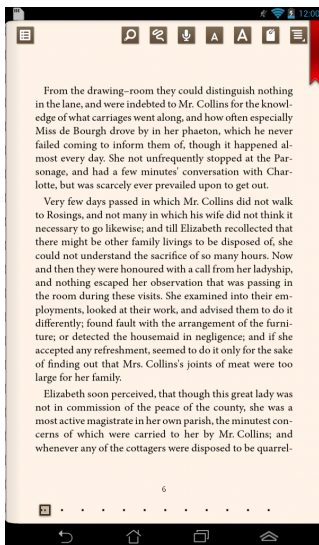 12:00
A A
From the drawing–room they could distinguish nothing
in the lane, and were indebted to Mr. Collins for the knowl-
edge of what carriages went along, and how often especially
Miss de Bourgh drove by in her phaeton, which he never
failed coming to inform them of, though it happened al-
most every day. She not unfrequently stopped at the Par-
sonage, and had a few minutes' conversation with Char-
lotte, but was scarcely ever prevailed upon to get out.
Very few days passed in which Mr. Collins did not walk
to Rosings, and not many in which his wife did not think it
necessary to go likewise; and till Elizabeth recollected that
there might be other family livings to be disposed of, she
could not understand the sacrifice of so many hours. Now
and then they were honoured with a call from her ladyship,
and nothing escaped her observation that was passing in
the room during these visits. She examined into their em-
ployments, looked at their work, and advised them to do it
differently; found fault with the arrangement of the furni-
ture; or detected the housemaid in negligence; and if she
accepted any refreshment, seemed to do it only for the sake
of finding out that Mrs. Collins's joints of meat were too
large for her family.
Elizabeth soon perceived, that though this great lady was
not in commission of the peace of the county, she was a
most active magistrate in her own parish, the minutest con-
cerns of which were carried to her by Mr. Collins; and
whenever any of the cottagers were disposed to be quarrel-
6